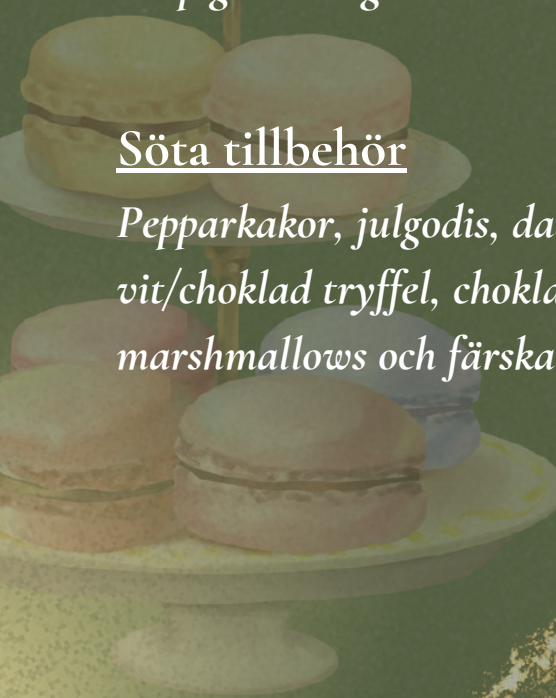 Söta tillbehör
Pepparkakor, julgodis,
vit/choklad tryffel,
marshmallows och färska